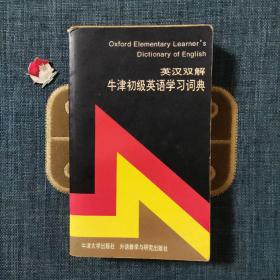 Oxford Elementary Learner's
Dictionary of English
英汉双解
牛津初级英语学习词典
牛津大学出版社 外语教学与研究出版社